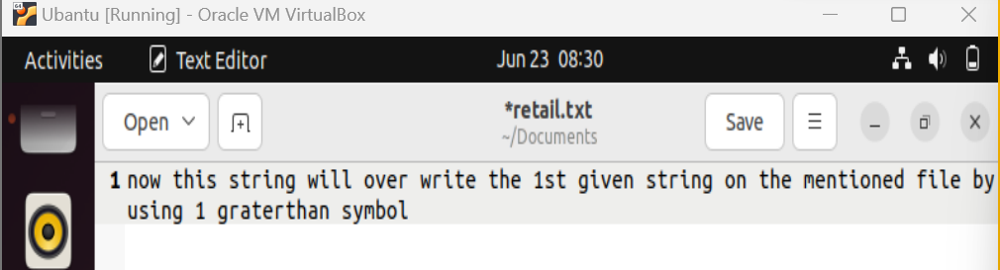 Ubantu [Running] - Oracle VM VirtualBox
Activities Text Editor Jun 23 08:30
Open *retail.txt Save
~/Documents
1 now this string will over write the 1st given string on the mentioned file by
using 1 graterthan symbol